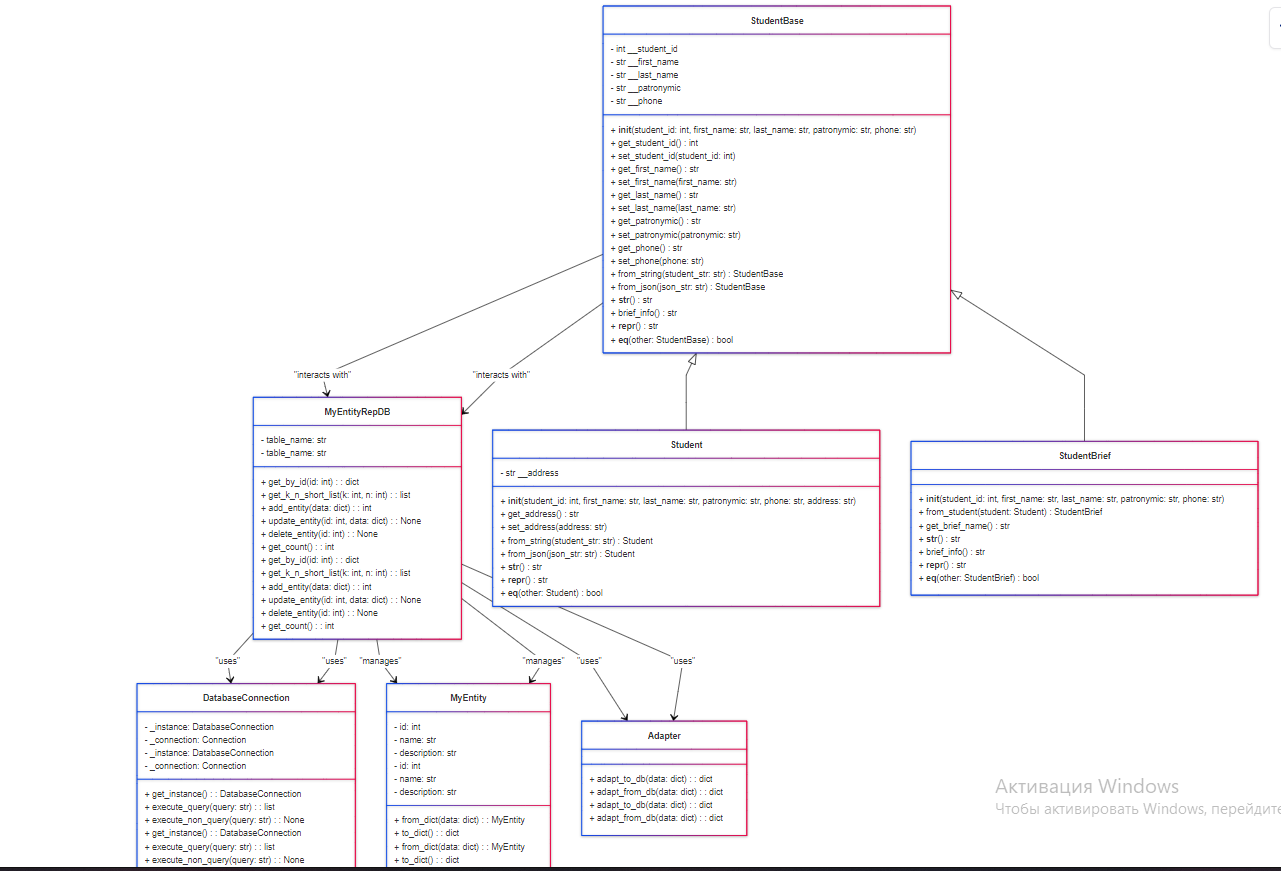 StudentBase
- int __student_id
- str __first_name
- str __last_name
- str __patronymic
- str __phone
+ init(student_id: int, first_name: str, last_name: str, patronymic: str, phone: str)
+ get_student_id() : int
+ set_student_id(student_id: int)
+ get_first_name() : str
+ set_first_name(first_name: str)
+ get_last_name() : str
+ set_last_name(last_name: str)
+ get_patronymic() : str
+ set_patronymic(patronymic: str)
+ get_phone() : str
+ set_phone(phone: str)
+ from_string(student_str: str) : StudentBase
+ from_json(json_str: str) : StudentBase
+ str() : str
+ brief_info() : str
+ repr() : str
+ eq(other: StudentBase) : bool
"interacts with"
"interacts with"
MyEntityRepDB
- table_name: str
- table_name: str
+ get_by_id(id: int) : : dict
+ get_k_n_short_list(k: int, n: int) : : list
+ add_entity(data: dict) : : int
+ update_entity(id: int, data: dict) : : None
+ delete_entity(id: int) : : None
+ get_count() : : int
+ get_by_id(id: int) : : dict
+ get_k_n_short_list(k: int, n: int) : : list
+ add_entity(data: dict) : : int
+ update_entity(id: int, data: dict) : : None
+ delete_entity(id: int) : : None
+ get_count() : : int
Student
- str __address
+ init(student_id: int, first_name: str, last_name: str, patronymic: str, phone: str, address: str)
+ get_address() : str
+ set_address(address: str)
+ from_string(student_str: str) : Student
+ from_json(json_str: str) : Student
+ str() : str
+ repr() : str
+ eq(other: Student) : bool
StudentBrief
+ init(student_id: int, first_name: str, last_name: str, patronymic: str, phone: str)
+ from_student(student: Student) : StudentBrief
+ get_brief_name() : str
+ str() : str
+ brief_info() : str
+ repr() : str
+ eq(other: StudentBrief) : bool
"uses"
"uses"
"manages"
"manages"
"uses"
"uses"
DatabaseConnection
- _instance: DatabaseConnection
- _connection: Connection
- _instance: DatabaseConnection
- _connection: Connection
+ get_instance() : : DatabaseConnection
+ execute_query(query: str) : : list
+ execute_non_query(query: str) : : None
+ get_instance() : : DatabaseConnection
+ execute_query(query: str) : : list
+ execute_non_query(query: str) : : None
MyEntity
- id: int
- name: str
- description: str
- id: int
- name: str
- description: str
+ from_dict(data: dict) : : MyEntity
+ to_dict() : : dict
+ from_dict(data: dict) : : MyEntity
+ to_dict() : : dict
Adapter
+ adapt_to_db(data: dict) : : dict
+ adapt_from_db(data: dict) : : dict
+ adapt_to_db(data: dict) : : dict
+ adapt_from_db(data: dict) : : dict
Активация Windows
Чтобы активировать Windows, перейдите